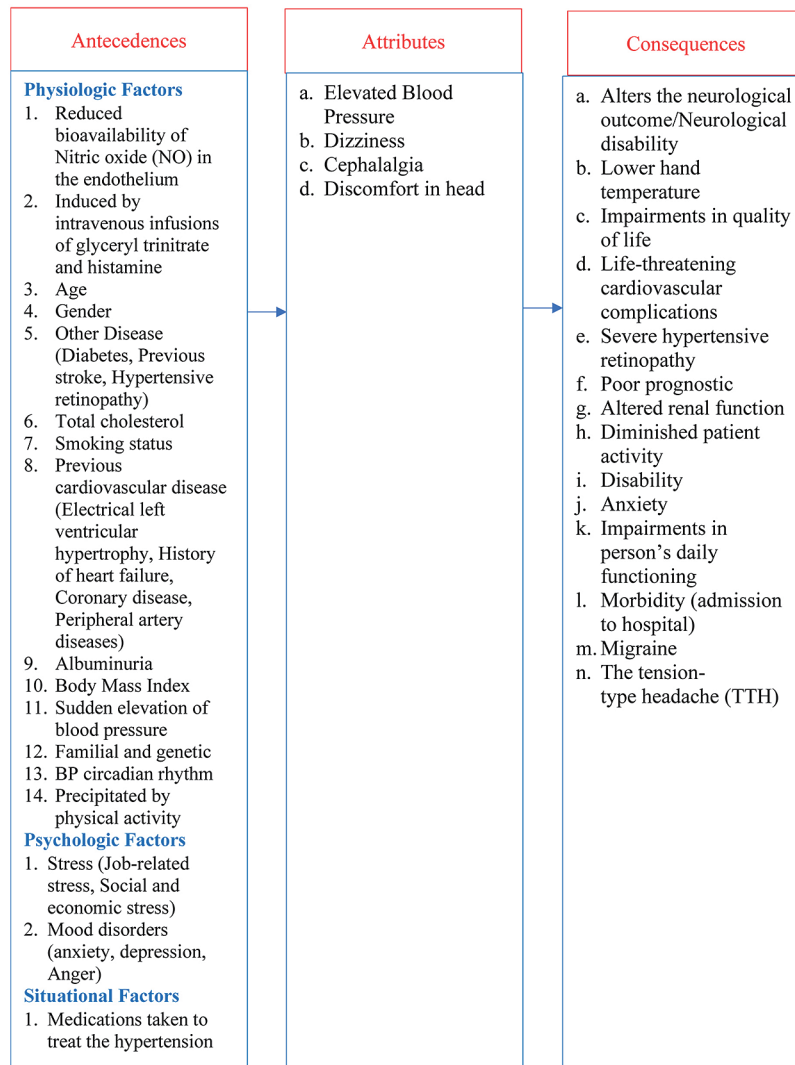 Antecedences
Physiologic Factors
1. Reduced
bioavailability of
Nitric oxide (NO) in
the endothelium
2. Induced by
intravenous infusions
of glyceryl trinitrate
and histamine
3. Age
4. Gender
5. Other Disease
(Diabetes, Previous
stroke, Hypertensive
retinopathy)
6. Total cholesterol
7. Smoking status
8. Previous
cardiovascular disease
(Electrical left
ventricular
hypertrophy, History
of heart failure,
Coronary disease,
Peripheral artery
diseases)
9. Albuminuria
10. Body Mass Index
11. Sudden elevation of
blood pressure
12. Familial and genetic
13. BP circadian rhythm
14. Precipitated by
physical activity
Psychologic Factors
1. Stress (Job-related
stress, Social and
economic stress)
2. Mood disorders
(anxiety, depression,
Anger)
Situational Factors
1. Medications taken to
treat the hypertension
Attributes
a. Elevated Blood
Pressure
b. Dizziness
c. Cephalalgia
d. Discomfort in head
Consequences
a. Alters the neurological
outcome/Neurological
disability
b. Lower hand
temperature
c. Impairments in quality
of life
d. Life-threatening
cardiovascular
complications
e. Severe hypertensive
retinopathy
f. Poor prognostic
g. Altered renal function
h. Diminished patient
activity
i. Disability
j. Anxiety
k. Impairments in
person’s daily
functioning
l. Morbidity (admission
to hospital)
m. Migraine
n. The tension-
type headache (TTH)